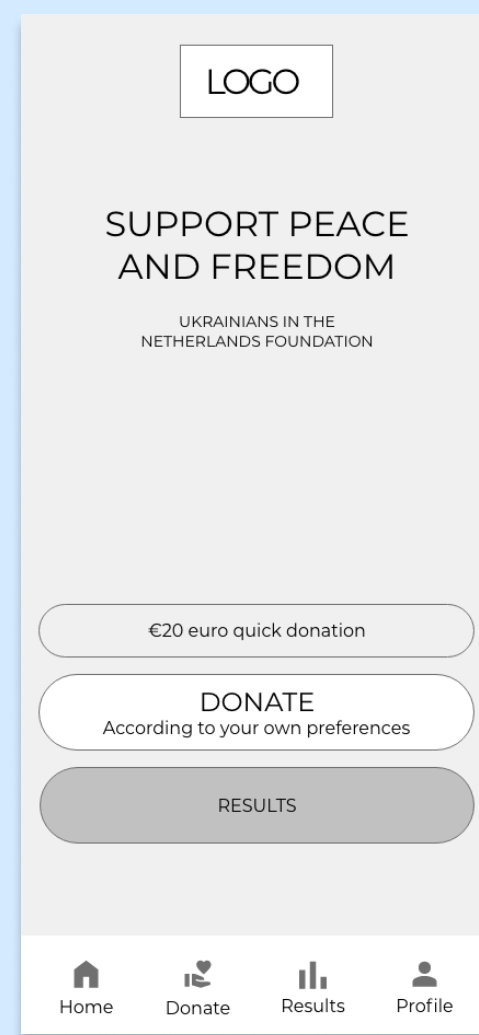 LOGO
SUPPORT PEACE
AND FREEDOM
UKRAINIANS IN THE
NETHERLANDS FOUNDATION
€20 euro quick donation
DONATE
According to your own preferences
RESULTS
Home Donate Results Profile